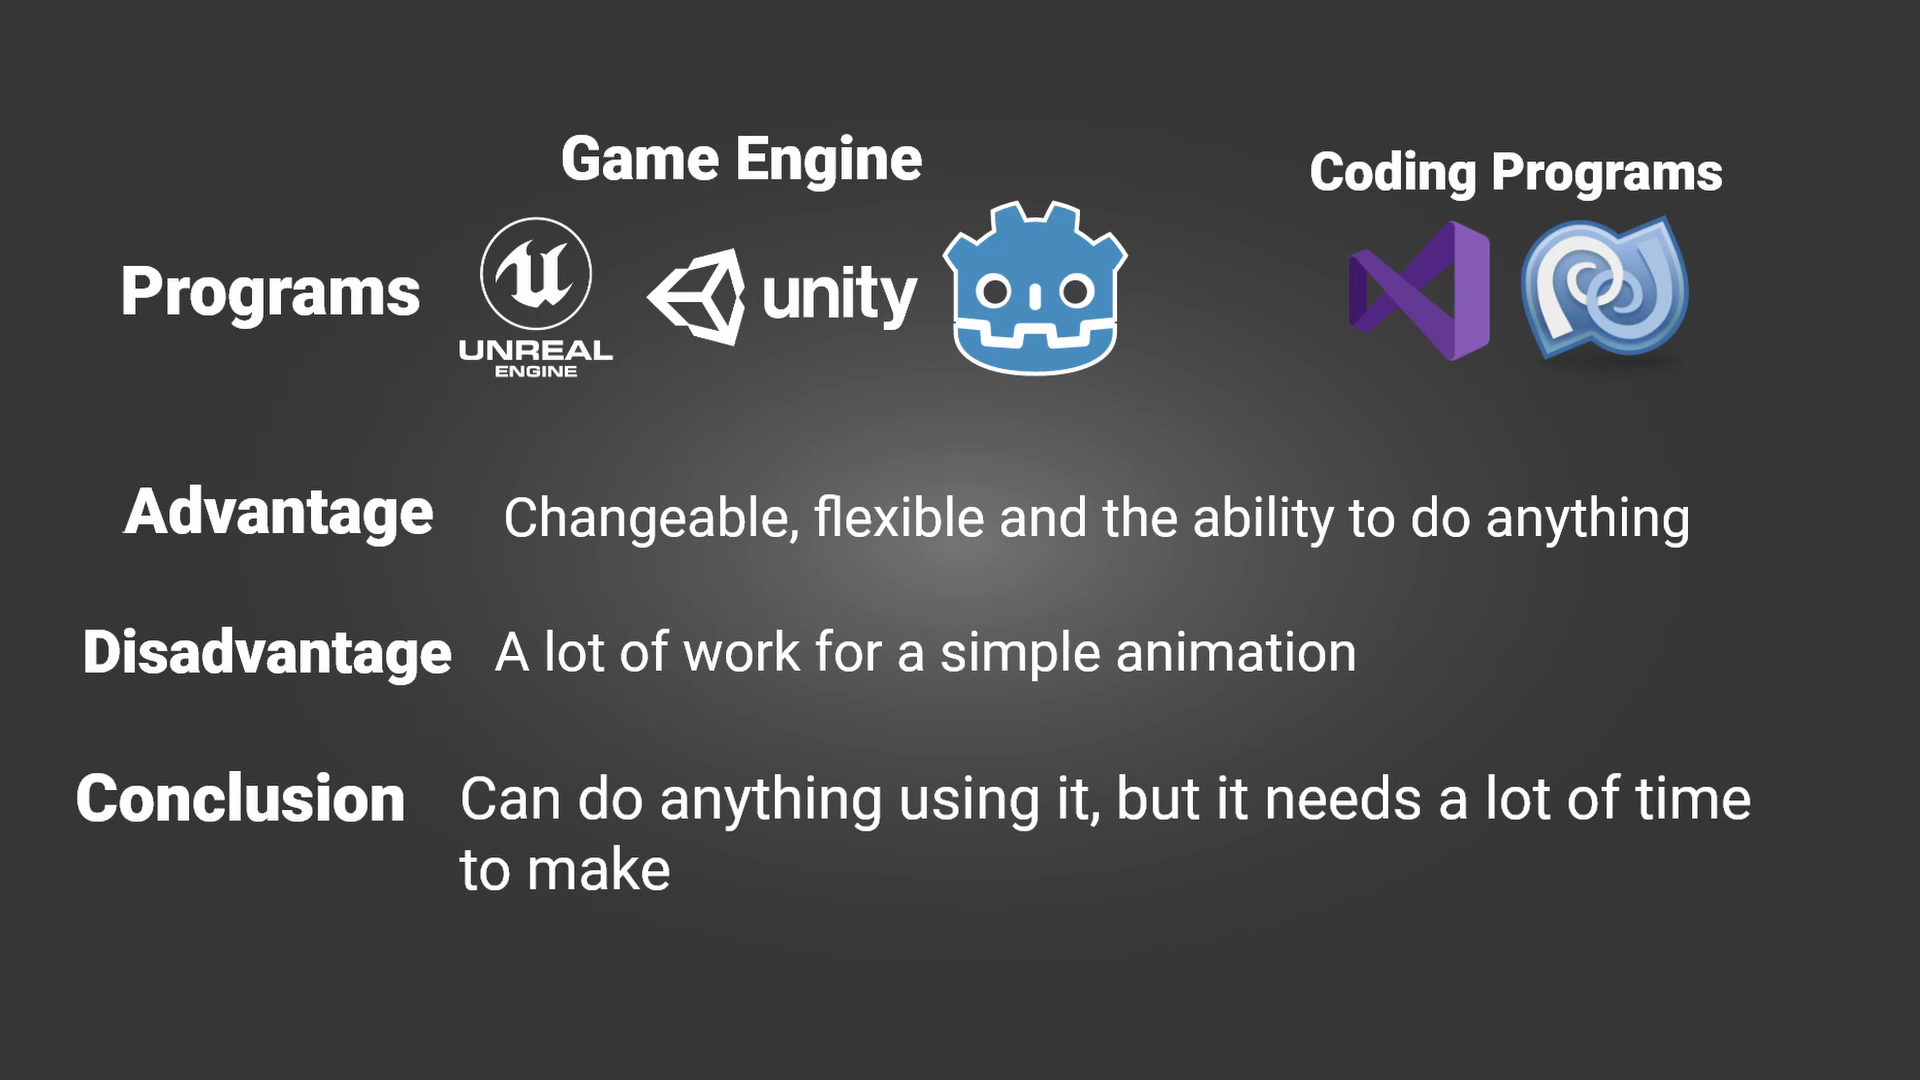 Game Engine
Coding Programs
Programs
UNREAL
ENGINE
unity
Advantage
Changeable, flexible and the ability to do anything
Disadvantage
A lot of work for a simple animation
Conclusion
Can do anything using it, but it needs a lot of time
to make